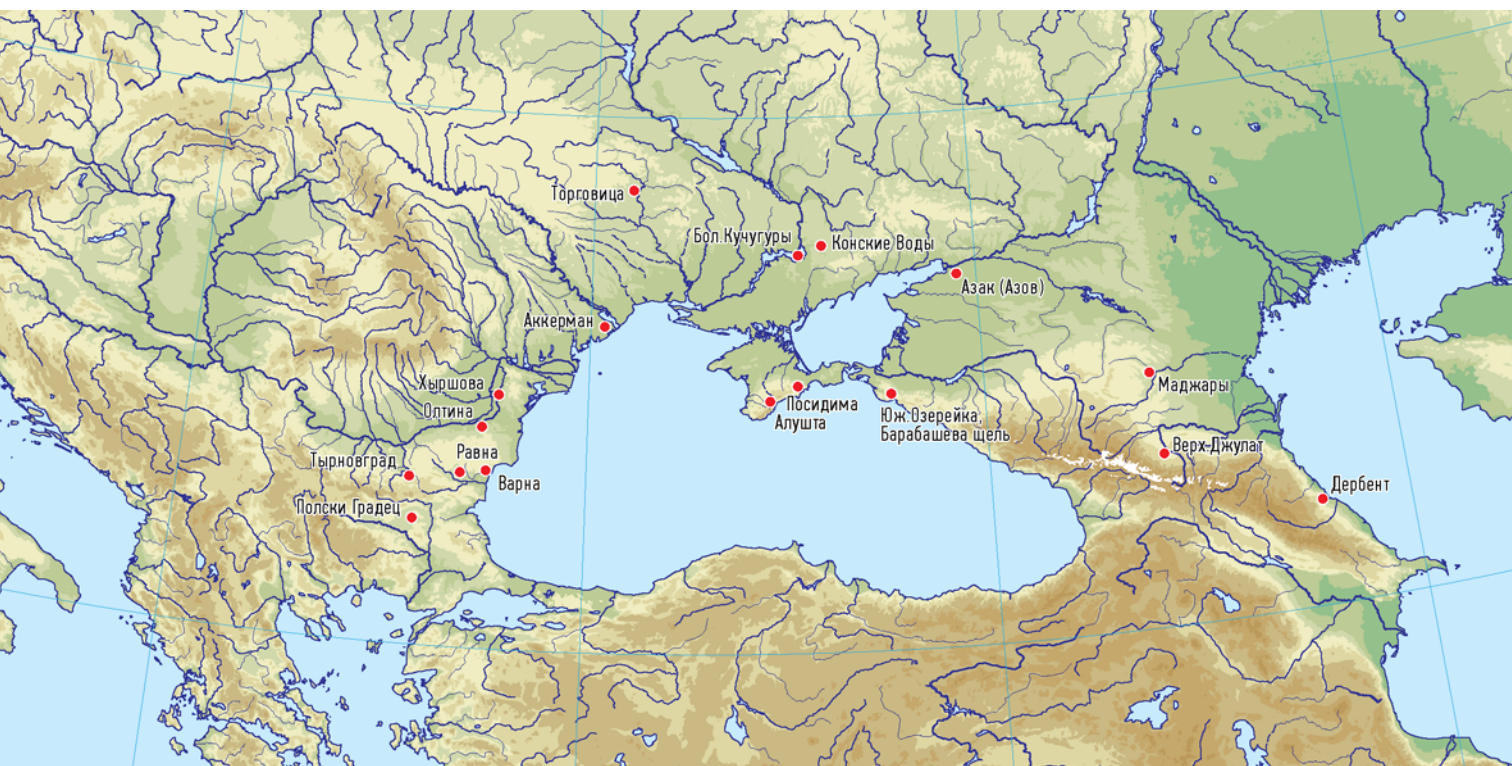 Торговица
Бол.Кучугуры
Конские Воды
Азак (Азов)
Аккерман
Хыршова
Олтина
Посидима
Алушта
Юж.Озерейка,
Барабашева щель
Маджары
Верх.Джулат
Равна
Тырновград
Варна
Дербент
Полски Градец